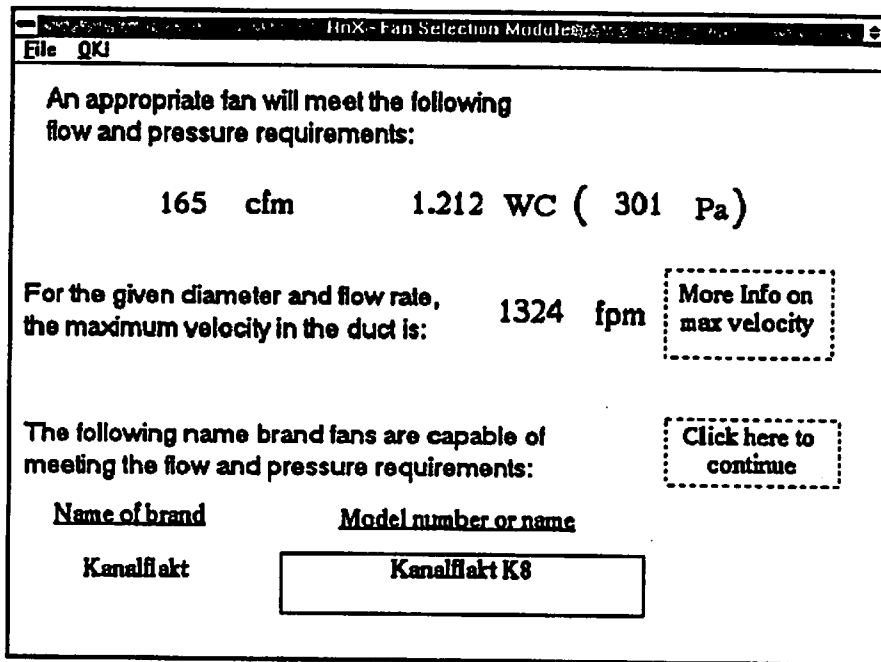 RnX - Fan Selection Module
File QKI
An appropriate fan will meet the following
flow and pressure requirements:
165 cfm 1.212 WC ( 301 Pa)
For the given diameter and flow rate,
the maximum velocity in the duct is:
1324 fpm
More Info on
max velocity
The following name brand fans are capable of
meeting the flow and pressure requirements:
Click here to
continue
Name of brand Model number or name
Kanalflakt Kanalflakt K8